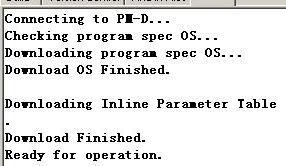 Connecting to PM-D...
Checking program spec OS...
Downloading program spec OS...
Download OS Finished.
Downloading Inline Parameter Table
.
Download Finished.
Ready for operation.